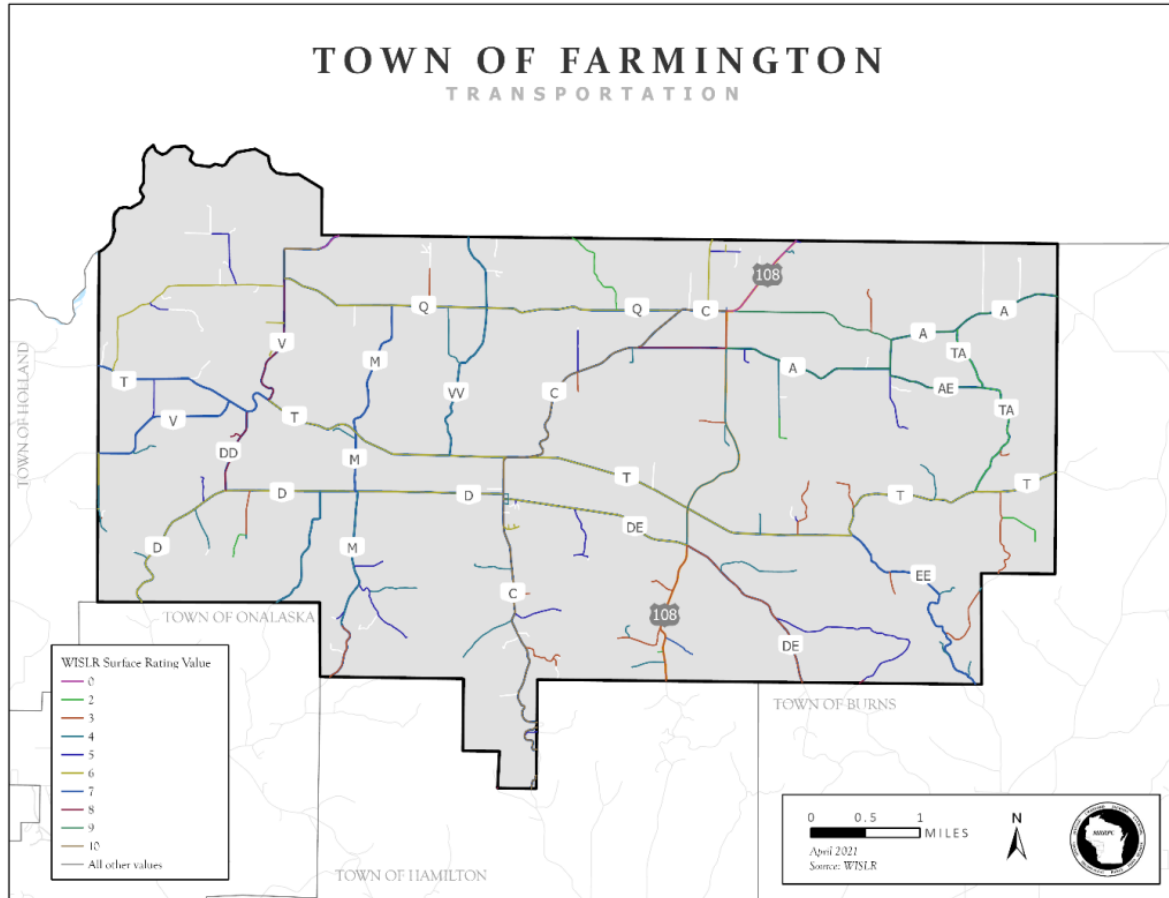 TOWN OF FARMINGTON
TRANSPORTATION
108
Q
Q
C
A
A
TA
V
M
A
T
VV
C
AE
TA
V
T
DD
M
T
T
T
D
D
DE
D
M
EE
C
108
DE
TOWN OF HOLLAND
TOWN OF ONALASKA
TOWN OF BURNS
TOWN OF HAMILTON
WISLR Surface Rating Value
0
2
3
4
5
6
7
8
9
10
All other values
0 0.5 1
MILES
N
April 2021
Source: WISLR
MRRPC